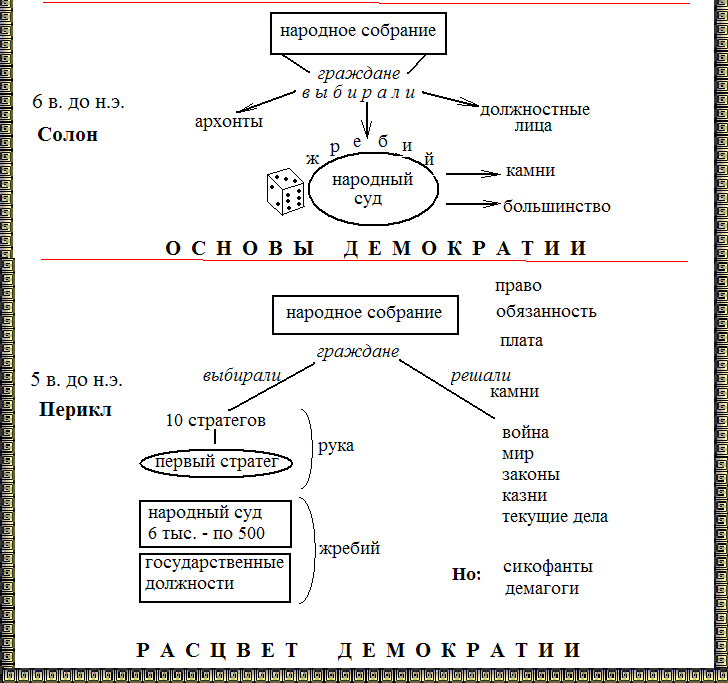 народное собрание
граждане
выбирали
6 в. до н.э.
Солон
архонты
должностные
лица
жребий
народный
суд
камни
большинство
ОСНОВЫ ДЕМОКРАТИИ
право
народное собрание
обязанность
плата
граждане
5 в. до н.э.
Перикл
выбирали
решали
камни
10 стратегов
первый стратег
рука
война
мир
законы
казни
текущие дела
народный суд
6 тыс. - по 500
государственные
должности
жребий
Но:
сикофанты
демагоги
РАСЦВЕТ ДЕМОКРАТИИ